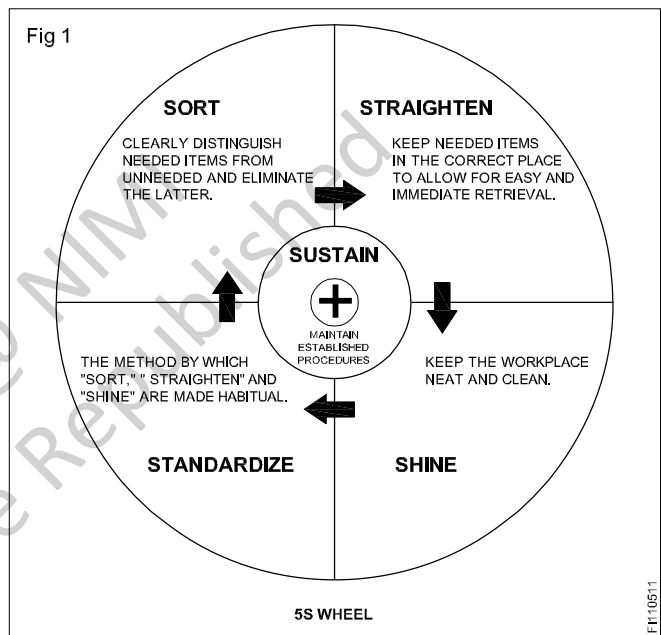 Fig 1
SORT
CLEARLY DISTINGUISH
NEEDED ITEMS FROM
UNNEEDED AND ELIMINATE
THE LATTER.
STRAIGHTEN
KEEP NEEDED ITEMS
IN THE CORRECT PLACE
TO ALLOW FOR EASY AND
IMMEDIATE RETRIEVAL.
SUSTAIN
MAINTAIN
ESTABLISHED
PROCEDURES
KEEP THE WORKPLACE
NEAT AND CLEAN.
SHINE
THE METHOD BY WHICH
"SORT," " STRAIGHTEN" AND
"SHINE" ARE MADE HABITUAL.
STANDARDIZE
5S WHEEL
FI110511
@ NIMI
e Republished